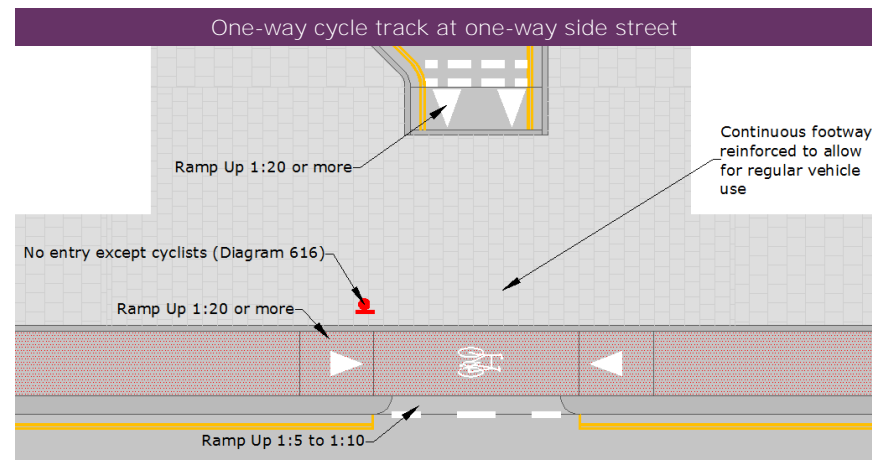 One-way cycle track at one-way side street
Continuous footway
reinforced to allow
for regular vehicle
use
Ramp Up 1:20 or more
No entry except cyclists (Diagram 616)
Ramp Up 1:20 or more
Ramp Up 1:5 to 1:10